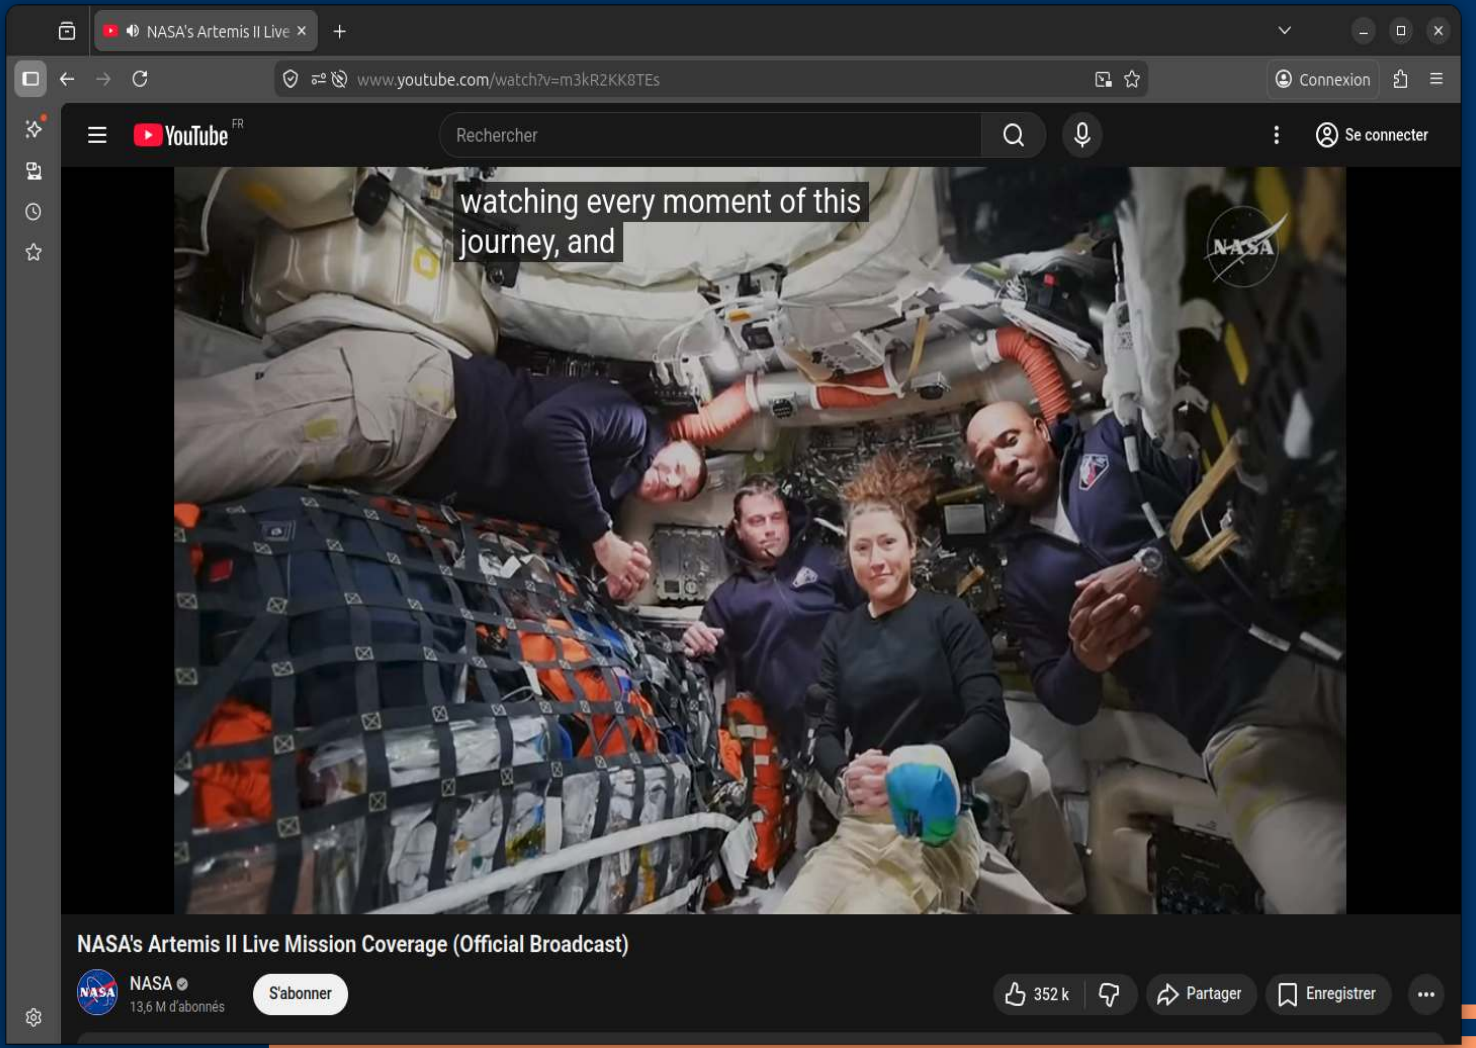 NASA's Artemis II Live
www.youtube.com/watch?v=m3kR2KK8TEs
Connexion
YouTube FR
Rechercher
Se connecter
watching every moment of this
journey, and
NASA
NASA's Artemis II Live Mission Coverage (Official Broadcast)
NASA
NASA
13,6 M d'abonnés
S'abonner
352 k
Partager
Enregistrer